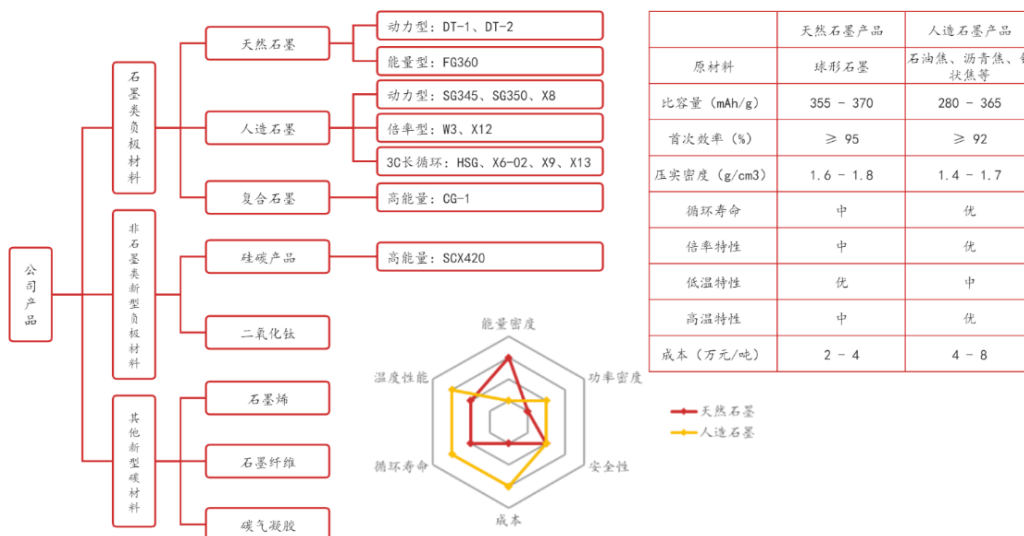 公司产品
石墨类负极材料
天然石墨
动力型：DT-1、DT-2
能量型：FG360
人造石墨
动力型：SG345、SG350、X8
倍率型：W3、X12
3C长循环：HSG、X6-02、X9、X13
复合石墨
高能量：CG-1
非石墨类新型负极材料
硅碳产品
高能量：SCX420
二氧化钛
其他新型碳材料
石墨烯
石墨纤维
碳气凝胶
能量密度
功率密度
安全性
成本
循环寿命
温度性能
天然石墨
人造石墨
天然石墨产品 人造石墨产品
原材料 球形石墨 石油焦、沥青焦、
状焦等
比容量（mAh/g） 355 - 370 280 - 365
首次效率（%） ≥ 95 ≥ 92
压实密度（g/cm3） 1.6 - 1.8 1.4 - 1.7
循环寿命 中 优
倍率特性 中 优
低温特性 优 中
高温特性 中 优
成本（万元/吨） 2 - 4 4 - 8